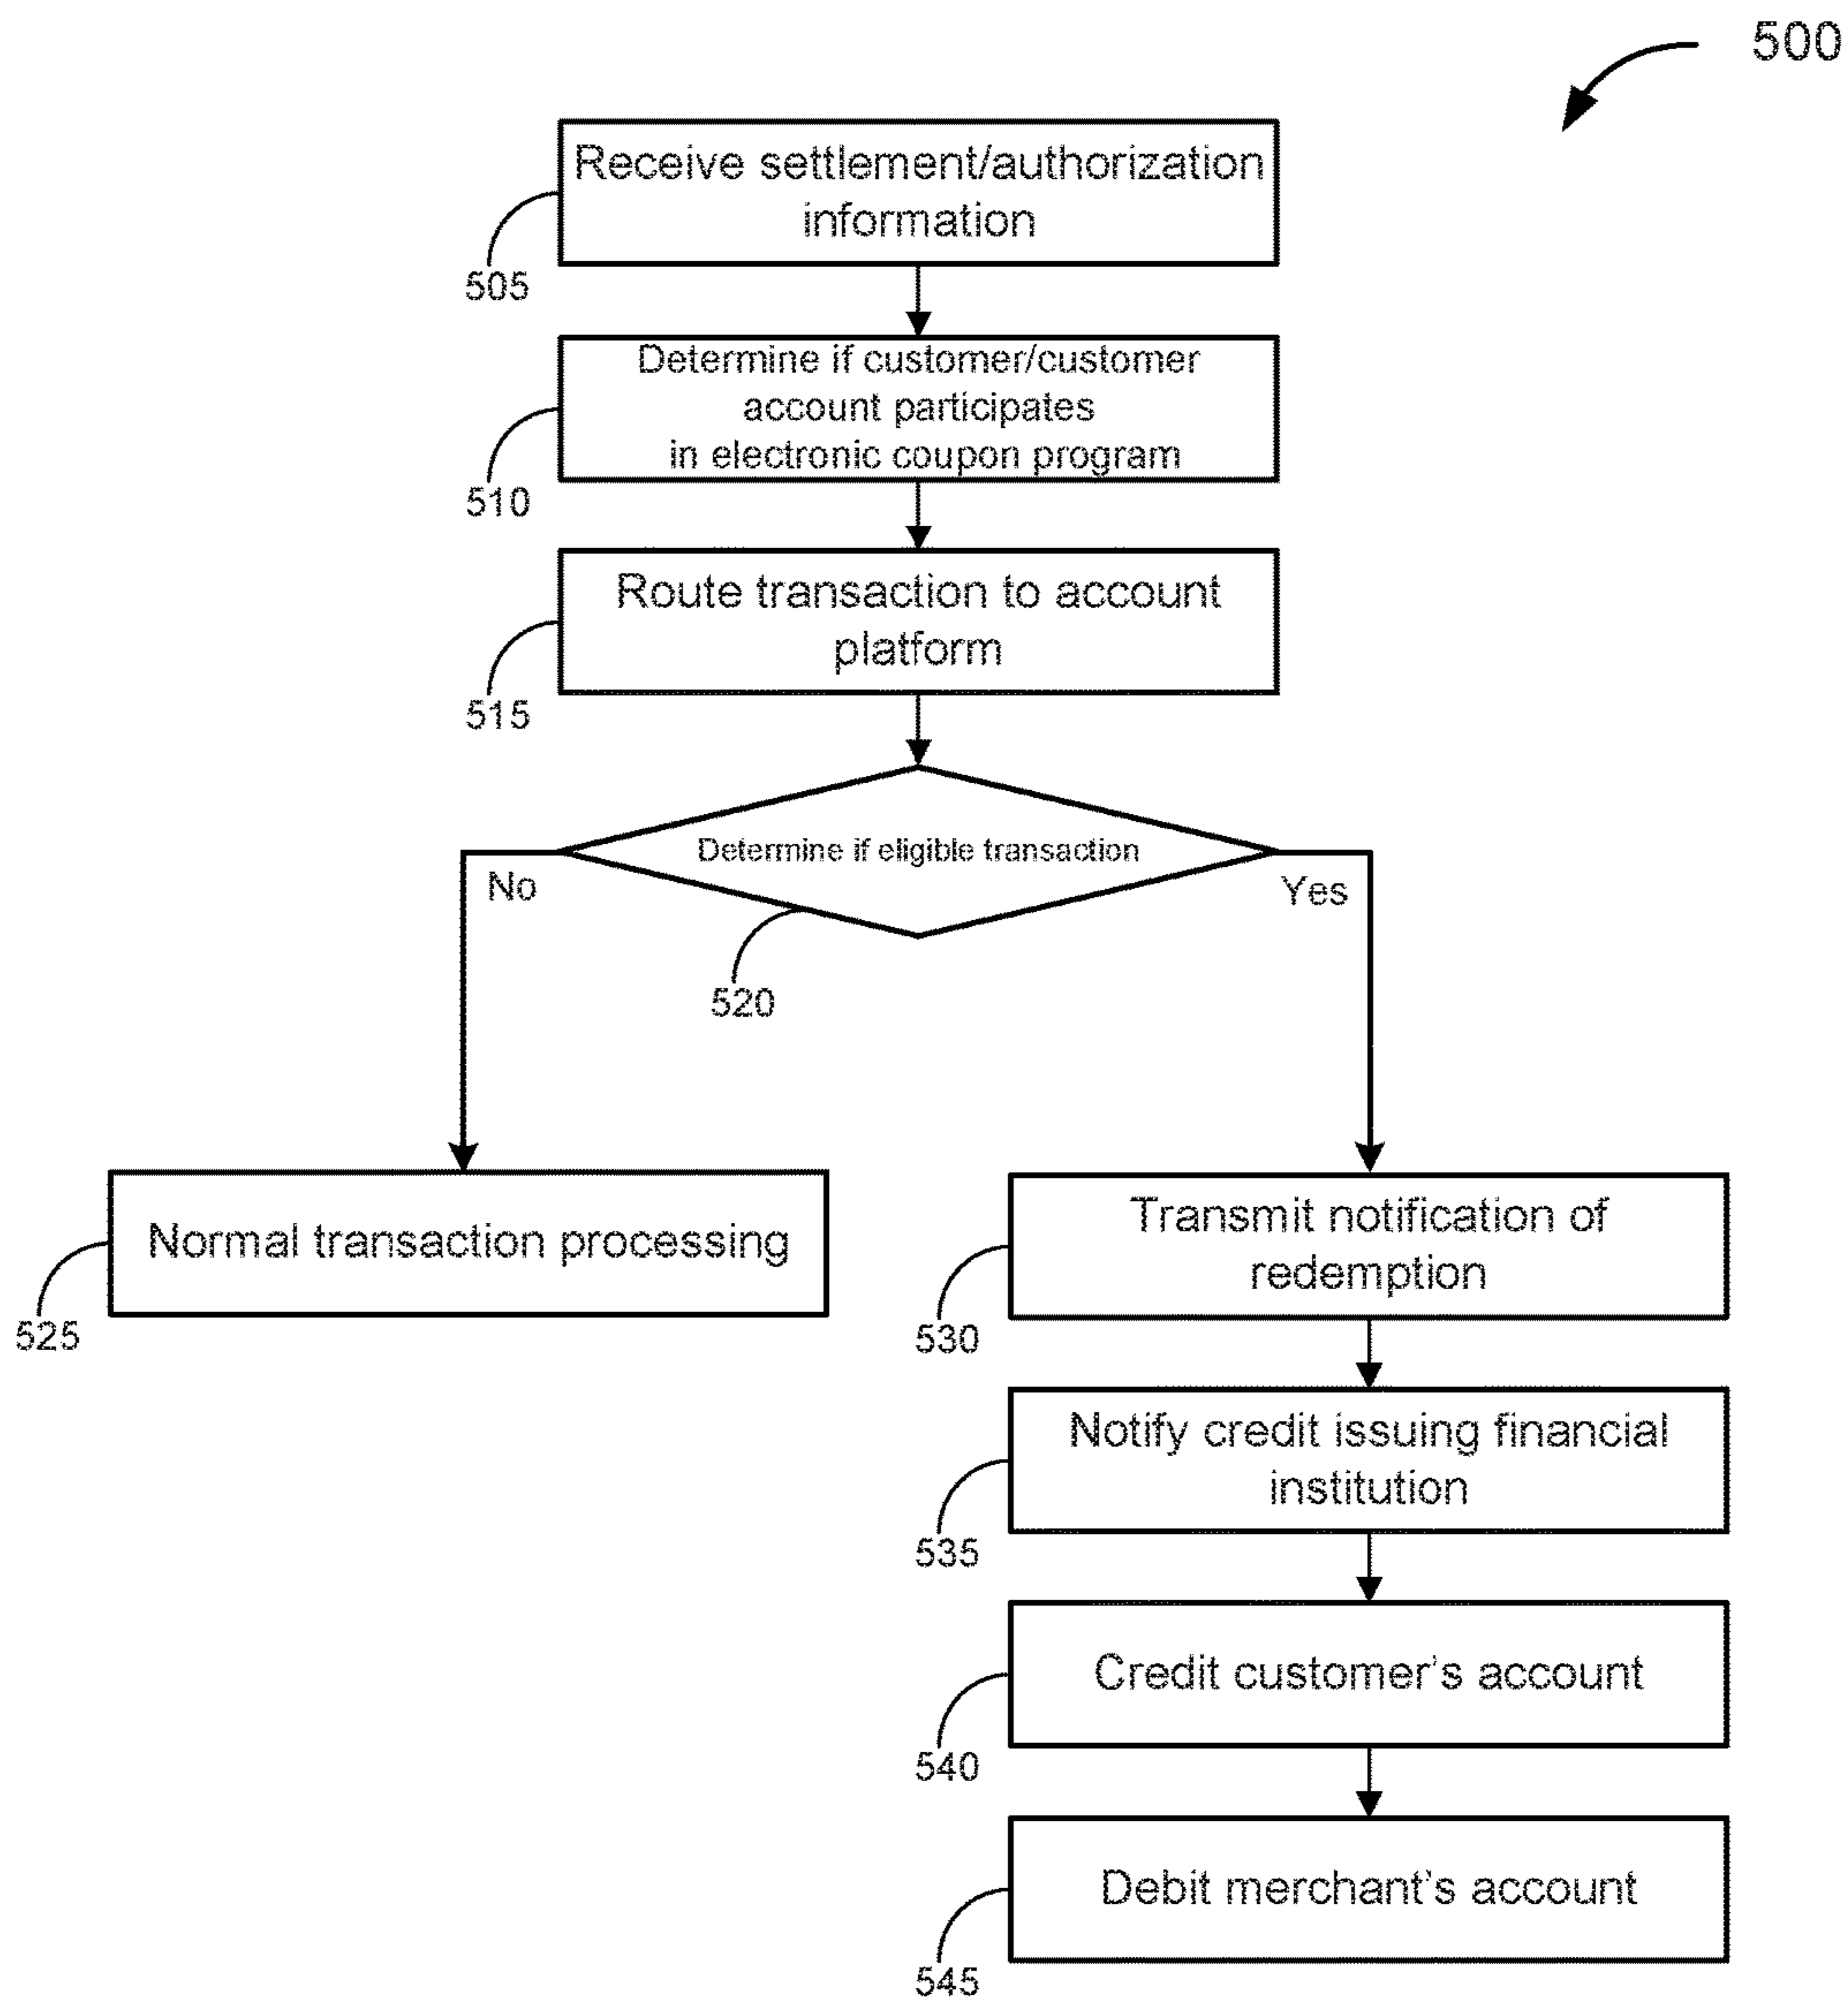 500
Receive settlement/authorization
information
505
Determine if customer/customer
account participates
in electronic coupon program
510
Route transaction to account
platform
515
Determine if eligible transaction
No
Yes
520
Normal transaction processing
525
Transmit notification of
redemption
530
Notify credit issuing financial
institution
535
Credit customer's account
540
Debit merchant's account
545